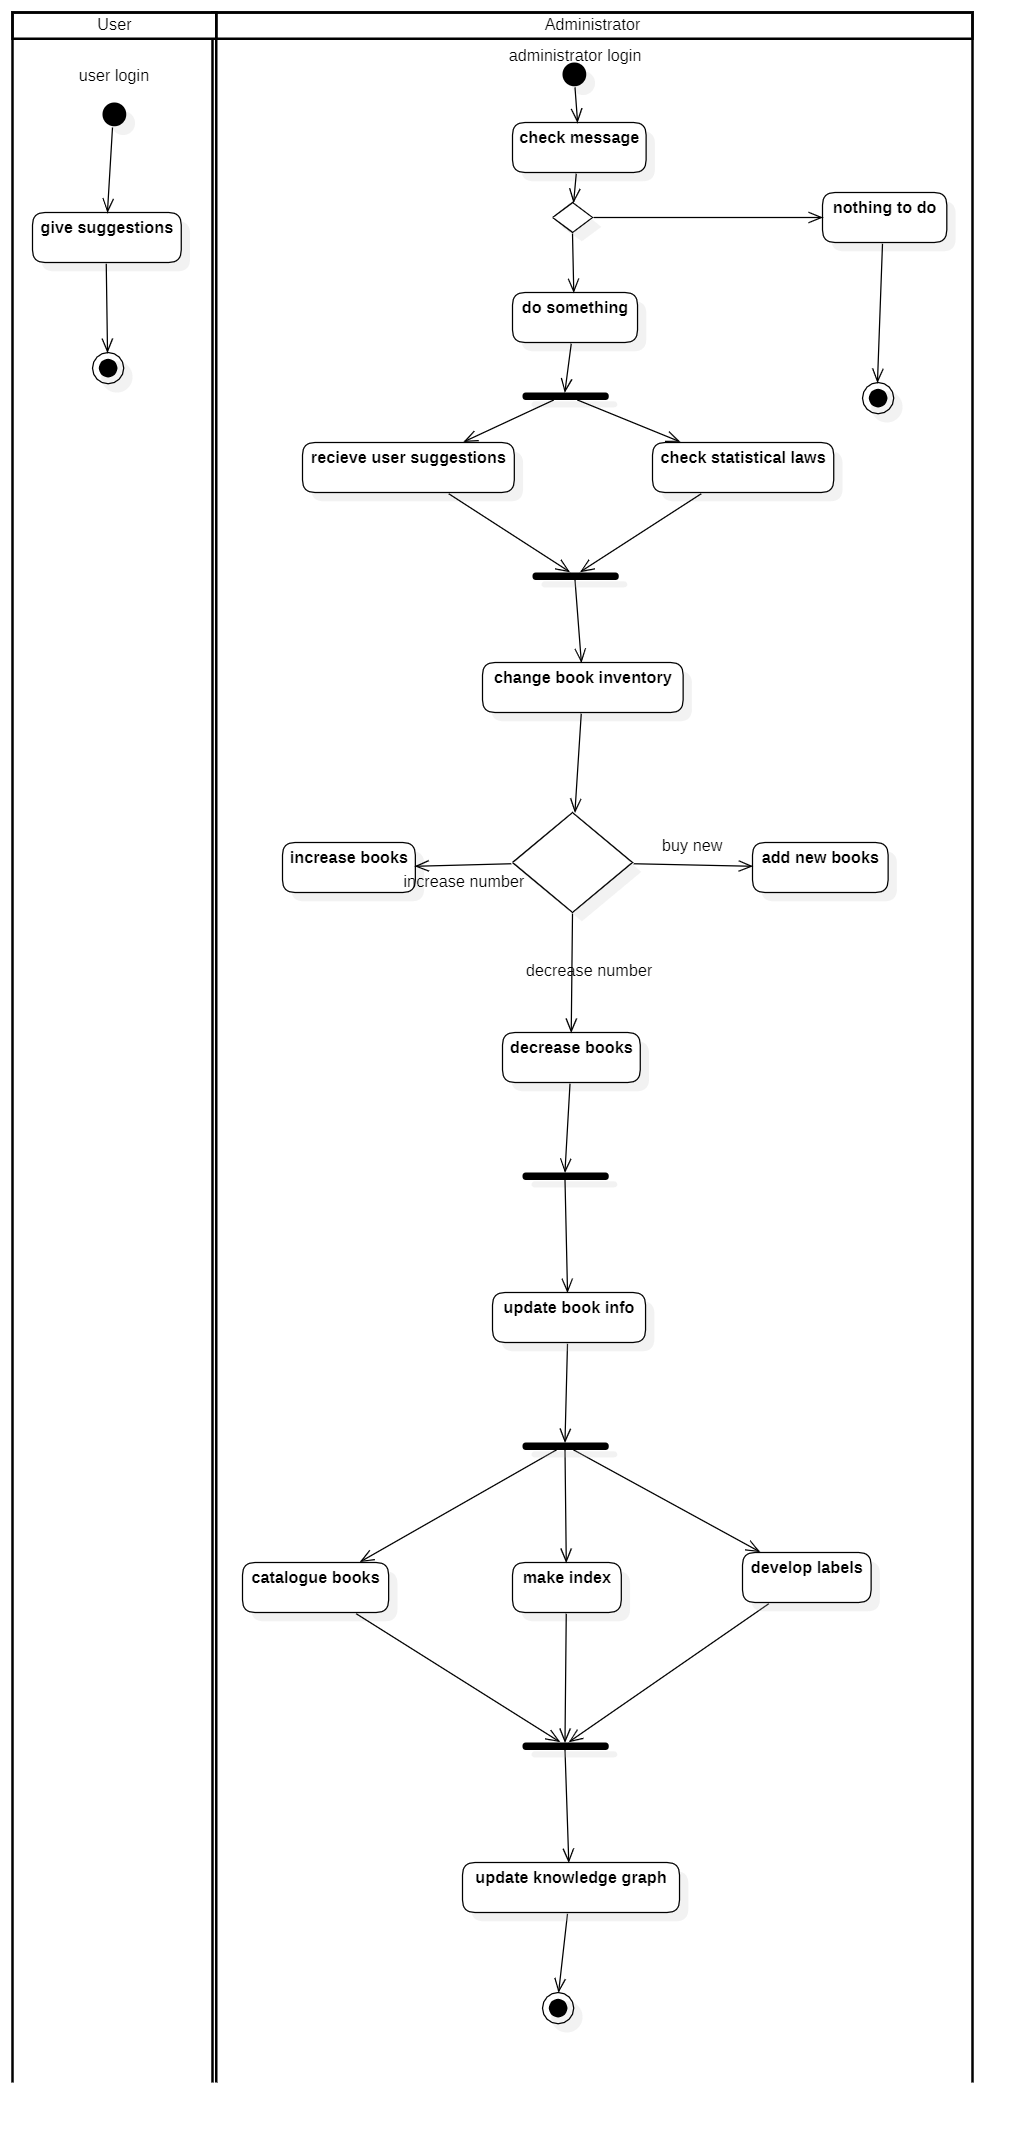 User
Administrator
user login
administrator login
check message
give suggestions
nothing to do
do something
recieve user suggestions
check statistical laws
change book inventory
increase books
increase number
buy new
add new books
decrease number
decrease books
update book info
catalogue books
make index
develop labels
update knowledge graph